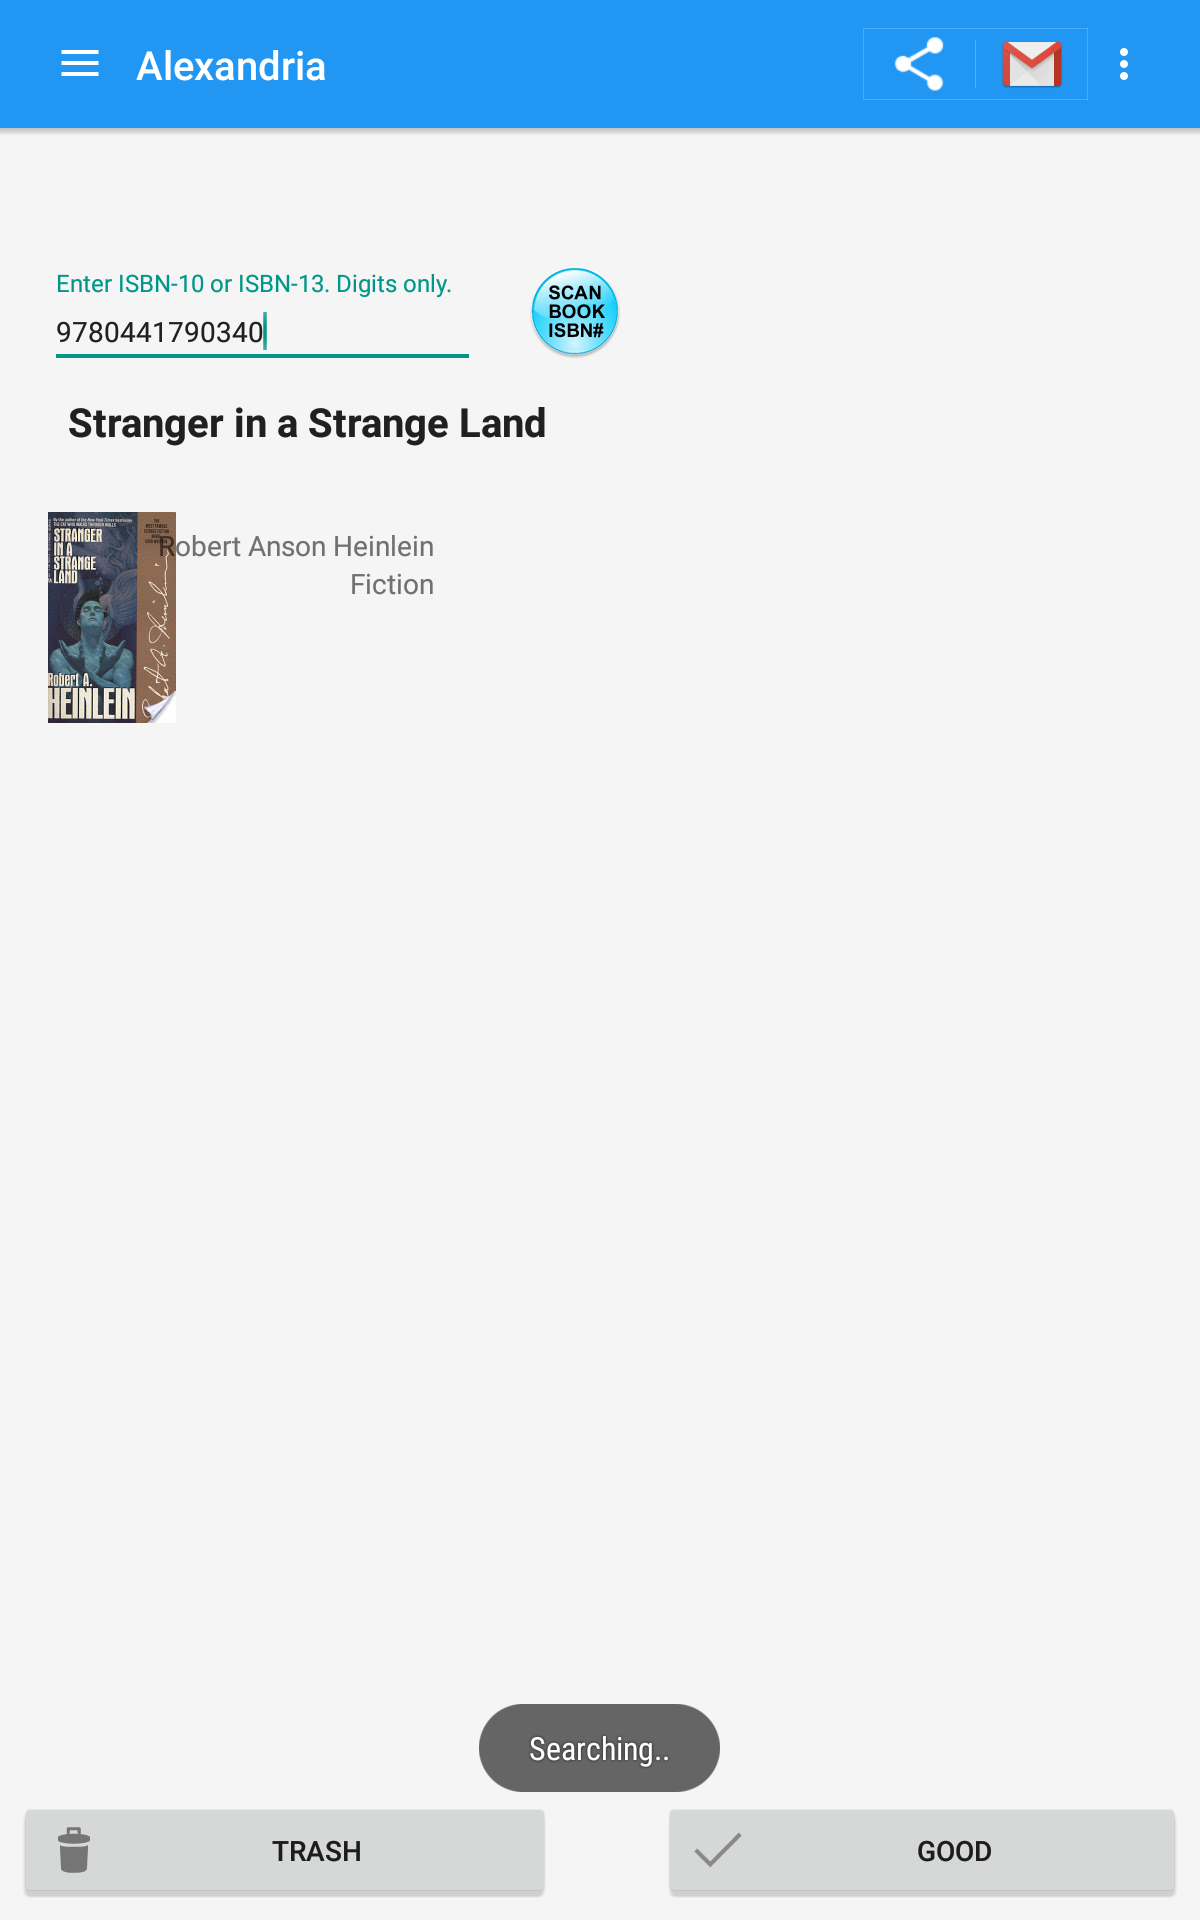 Alexandria
Enter ISBN-10 or ISBN-13. Digits only.
9780441790340
SCAN
BOOK
ISBN#
Stranger in a Strange Land
STRANGER
IN A
STRANGE
LAND
Robert A.
HEINLEIN
Robert Anson Heinlein
Fiction
Searching..
TRASH
GOOD